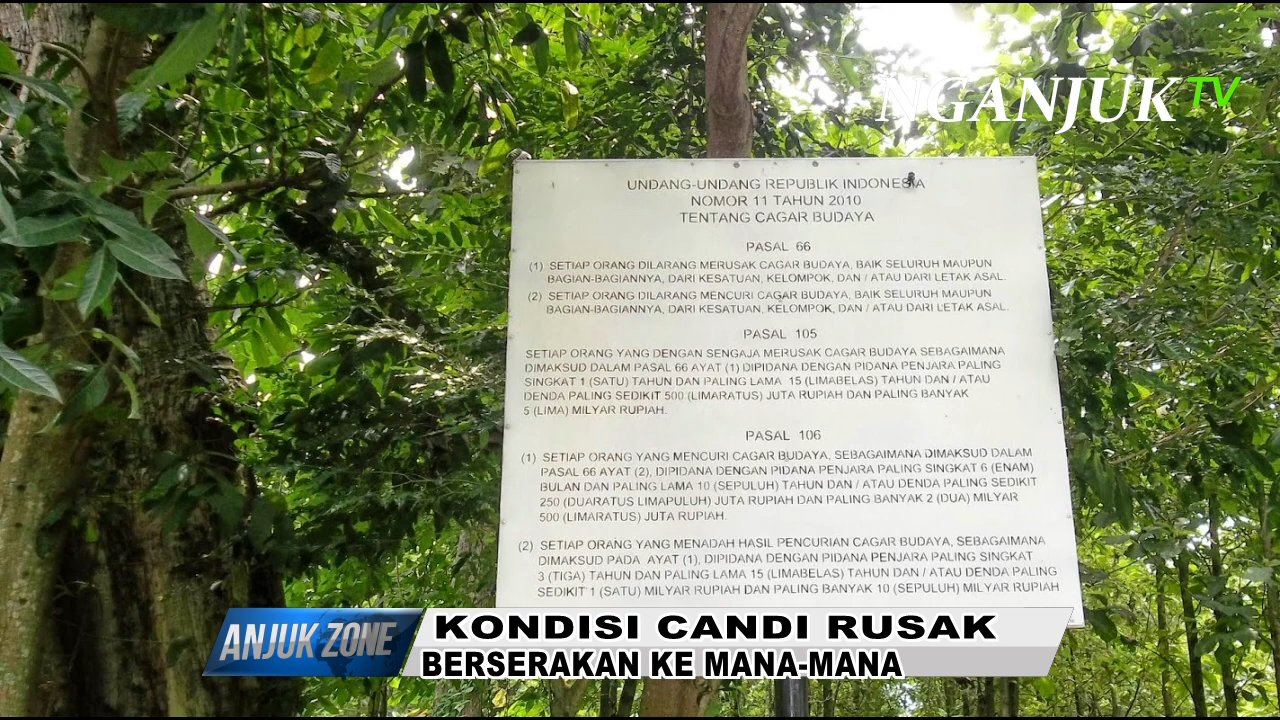 NGANJUK TV
UNDANG-UNDANG REPUBLIK INDONESIA
NOMOR 11 TAHUN 2010
TENTANG CAGAR BUDAYA
PASAL 66
(1) SETIAP ORANG DILARANG MERUSAK CAGAR BUDAYA, BAIK SELURUH MAUPUN
BAGIAN-BAGIANNYA, DARI KESATUAN, KELOMPOK, DAN / ATAU DARI LETAK ASAL.
(2) SETIAP ORANG DILARANG MENCURI CAGAR BUDAYA, BAIK SELURUH MAUPUN
BAGIAN-BAGIANNYA, DARI KESATUAN, KELOMPOK, DAN / ATAU DARI LETAK ASAL.
PASAL 105
SETIAP ORANG YANG DENGAN SENGAJA MERUSAK CAGAR BUDAYA SEBAGAIMANA
DIMAKSUD DALAM PASAL 66 AYAT (1) DIPIDANA DENGAN PIDANA PENJARA PALING
SINGKAT 1 (SATU) TAHUN DAN PALING LAMA 15 (LIMABELAS) TAHUN DAN / ATAU
DENDA PALING SEDIKIT 500 (LIMARATUS) JUTA RUPIAH DAN PALING BANYAK
5 (LIMA) MILYAR RUPIAH.
PASAL 106
(1) SETIAP ORANG YANG MENCURI CAGAR BUDAYA, SEBAGAIMANA DIMAKSUD DALAM
PASAL 66 AYAT (2), DIPIDANA DENGAN PIDANA PENJARA PALING SINGKAT 6 (ENAM)
BULAN DAN PALING LAMA 10 (SEPULUH) TAHUN DAN / ATAU DENDA PALING SEDIKIT
250 (DUARATUS LIMAPULUH) JUTA RUPIAH DAN PALING BANYAK 2 (DUA) MILYAR
500 (LIMARATUS) JUTA RUPIAH.
(2) SETIAP ORANG YANG MENADAH HASIL PENCURIAN CAGAR BUDAYA, SEBAGAIMANA
DIMAKSUD PADA AYAT (1), DIPIDANA DENGAN PIDANA PENJARA PALING SINGKAT
3 (TIGA) TAHUN DAN PALING LAMA 15 (LIMABELAS) TAHUN DAN / ATAU DENDA PALING
SEDIKIT 1 (SATU) MILYAR RUPIAH DAN PALING BANYAK 10 (SEPULUH) MILYAR RUPIAH
ANJUK ZONE
KONDISI CANDI RUSAK
BERSERAKAN KE MANA-MANA